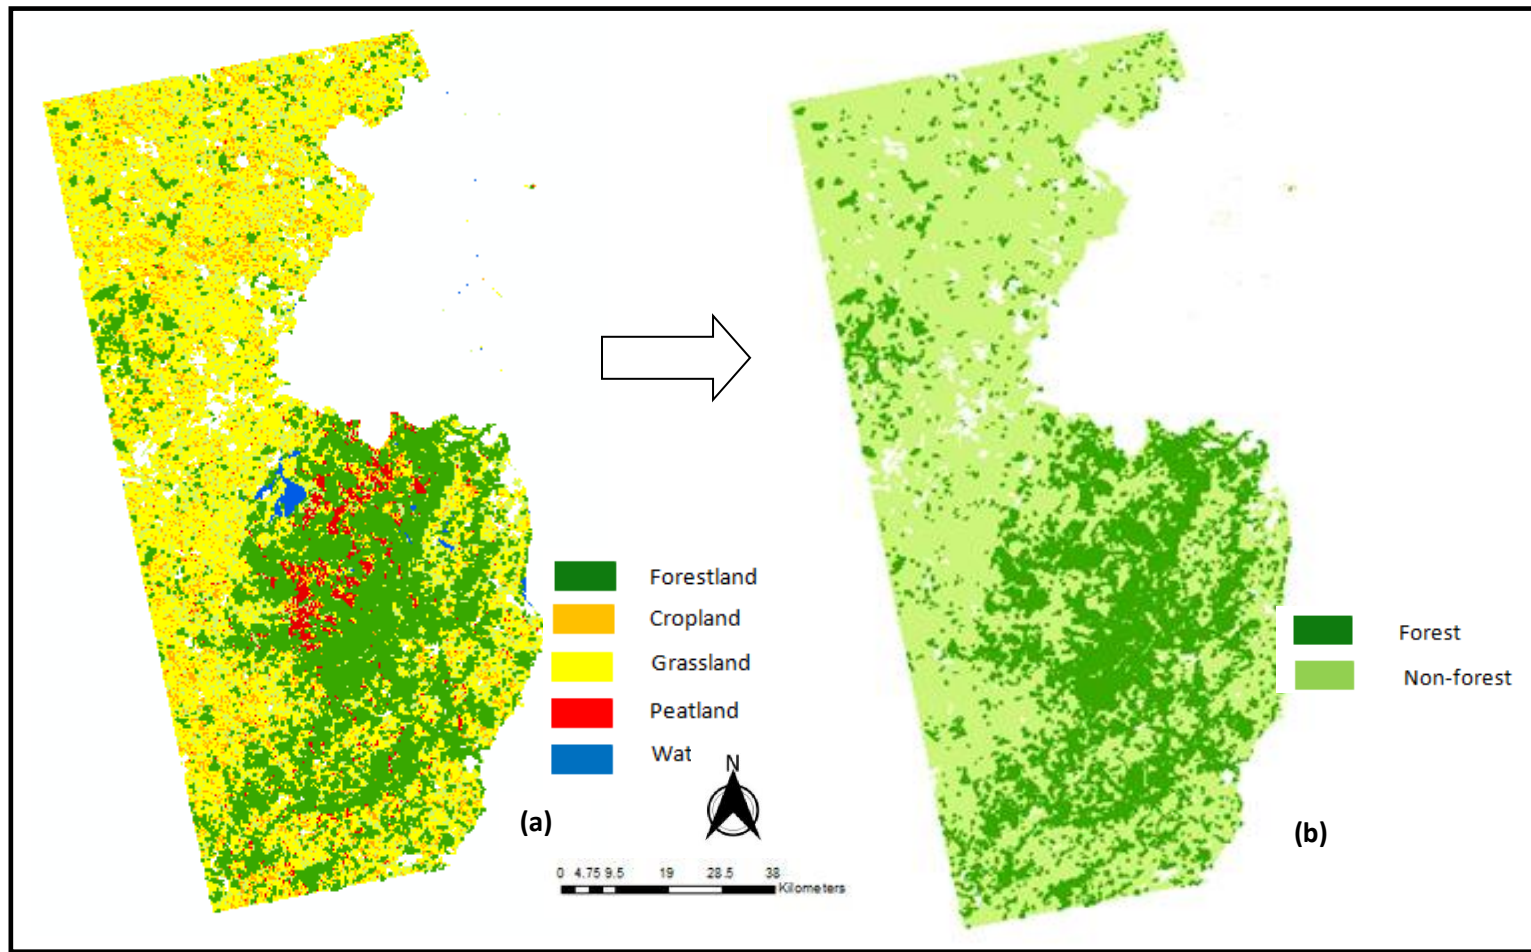 Forestland
Cropland
Grassland
Peatland
Wat
(a)
N
0 4.75 9.5 19 28.5 38
Kilometers
Forest
Non-forest
(b)